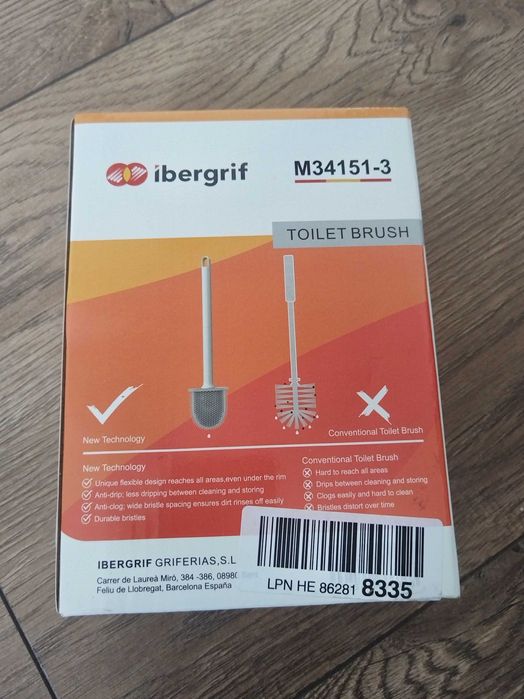 ibergrif
M34151-3
TOILET BRUSH
New Technology
Conventional Toilet Brush
New Technology
Unique flexible design reaches all areas,even under the rim
Anti-drip; less dripping between cleaning and storing
Anti-clog; wide bristle spacing ensures dirt rinses off easily
Durable bristles
Conventional Toilet Brush
Hard to reach all areas
Drips between cleaning and storing
Clogs easily and hard to clean
Bristles distort over time
IBERGRIF GRIFERIAS,S.L
Carrer de Laureà Miró, 384 -386, 08980
Feliu de Llobregat, Barcelona España
LPN HE 86281 8335